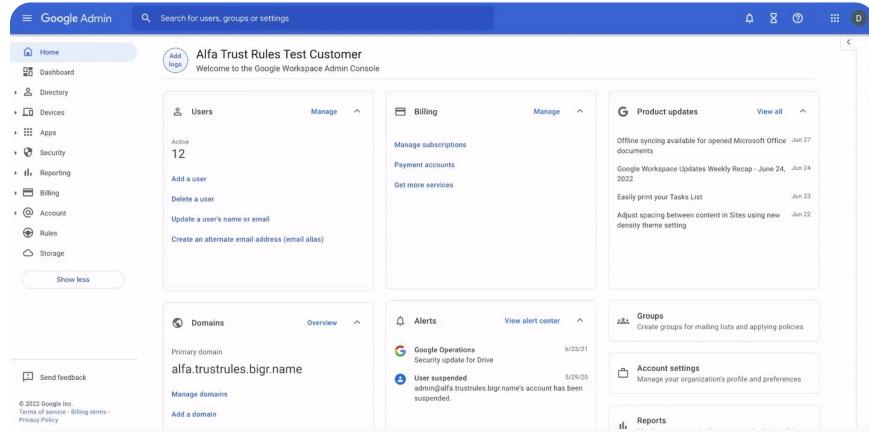 Google Admin
Search for users, groups or settings
D
Home
Dashboard
Directory
Devices
Apps
Security
Reporting
Billing
Account
Rules
Storage
Show less
Send feedback
© 2022 Google Inc.
Terms of service - Billing terms -
Privacy Policy
Add
logo
Alfa Trust Rules Test Customer
Welcome to the Google Workspace Admin Console
Users Manage
Active
12
Add a user
Delete a user
Update a user's name or email
Create an alternate email address (email alias)
Billing Manage
Manage subscriptions
Payment accounts
Get more services
Product updates View all
Offline syncing available for opened Microsoft Office Jun 27
documents
Google Workspace Updates Weekly Recap - June 24, Jun 24
2022
Easily print your Tasks List Jun 23
Adjust spacing between content in Sites using new Jun 22
density theme setting
Domains Overview
Primary domain
alfa.trustrules.bigr.name
Manage domains
Add a domain
Alerts View alert center
Google Operations 6/23/21
Security update for Drive
User suspended 5/29/20
admin@alfa.trustrules.bigr.name's account has been
suspended.
Groups
Create groups for mailing lists and applying policies
Account settings
Manage your organization's profile and preferences
Reports